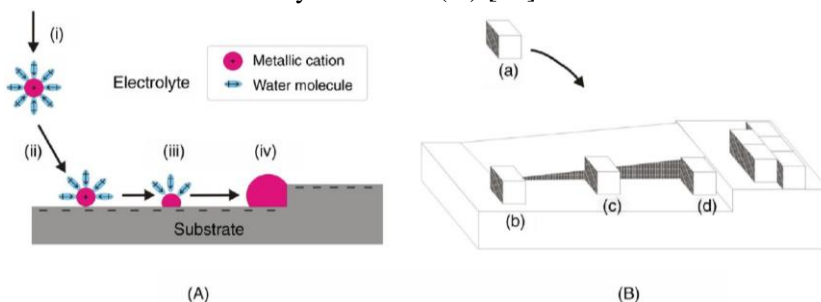 (i)
Metallic cation
Electrolyte
Water molecule
(a)
(ii)
(iii)
(iv)
(b)
(c)
(d)
Substrate
(A)
(B)